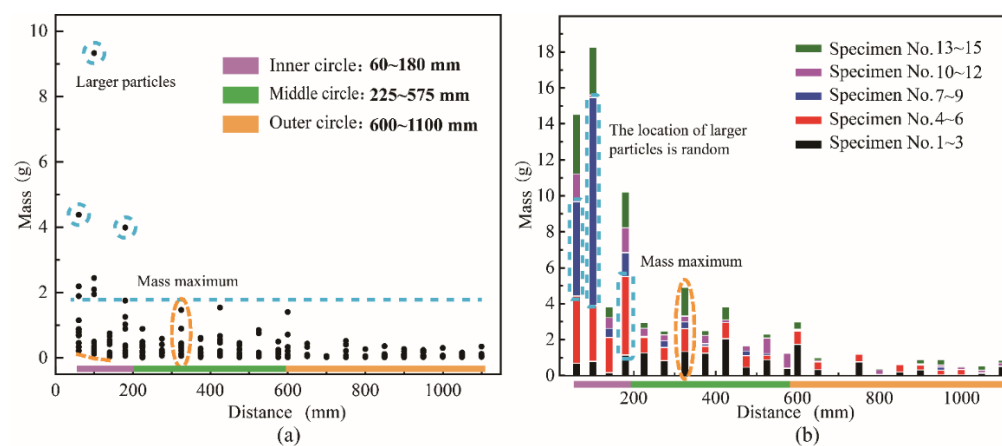 10
8
6
4
2
0
Mass (g)
Larger particles
Inner circle: 60~180 mm
Middle circle: 225~575 mm
Outer circle: 600~1100 mm
Mass maximum
0 200 400 600 800 1000
Distance (mm)
(a)
18
16
14
12
10
8
6
4
2
0
Mass (g)
Specimen No. 13~15
Specimen No. 10~12
Specimen No. 7~9
Specimen No. 4~6
Specimen No. 1~3
The location of larger
particles is random
Mass maximum
200 400 600 800 1000
Distance (mm)
(b)